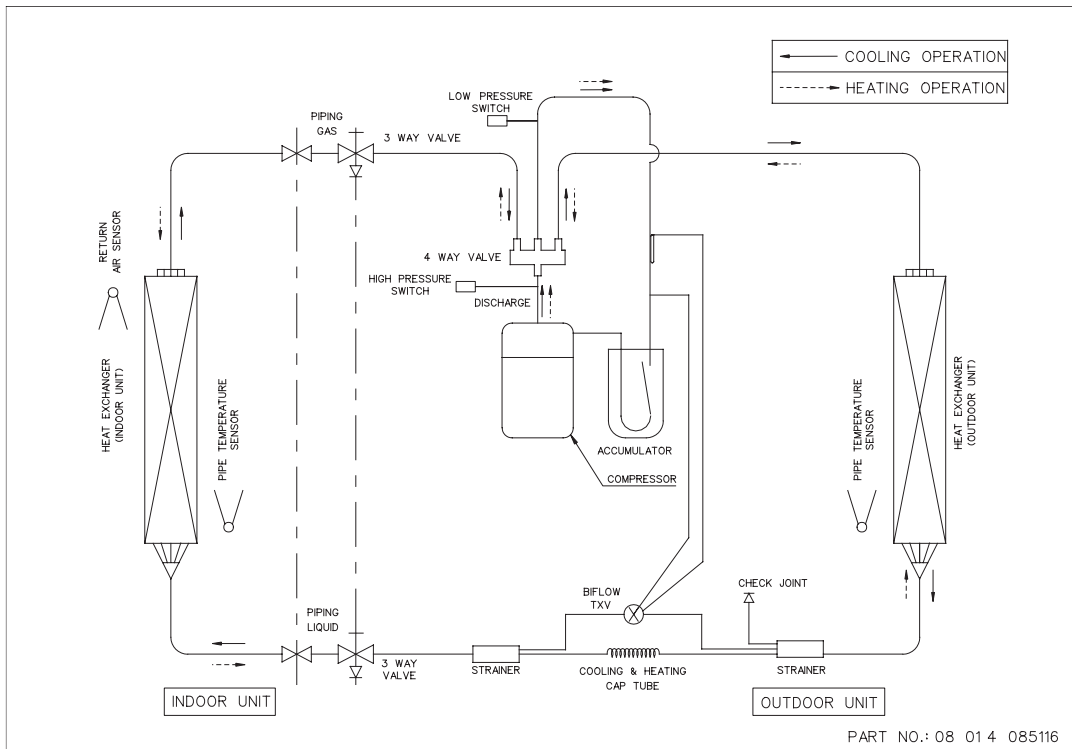 COOLING OPERATION
HEATING OPERATION
LOW PRESSURE
SWITCH
PIPING
GAS
3 WAY VALVE
RETURN
AIR SENSOR
4 WAY VALVE
HIGH PRESSURE
SWITCH
DISCHARGE
HEAT EXCHANGER
(INDOOR UNIT)
PIPE TEMPERATURE
SENSOR
ACCUMULATOR
COMPRESSOR
PIPE TEMPERATURE
SENSOR
HEAT EXCHANGER
(OUTDOOR UNIT)
CHECK JOINT
BIFLOW
TXV
PIPING
LIQUID
3 WAY
VALVE
STRAINER
COOLING & HEATING
CAP TUBE
STRAINER
INDOOR UNIT
OUTDOOR UNIT
PART NO.: 08 01 4 085116